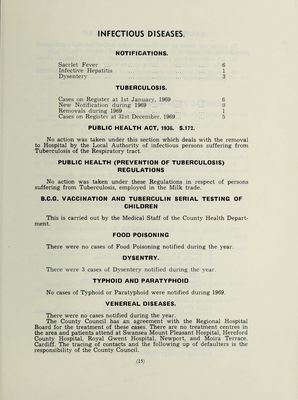 INFECTIOUS DISEASES.
NOTIFICATIONS.
Sacrlet Fever ... 6
Infective Hepatitis 1
Dysentery 3
TUBERCULOSIS.
Cases on Register at 1st January, 1969 6
New Notification during 1969
Removals during 1969
Cases on Register at 31st December, 1969 5
PUBLIC HEALTH ACT, 1936. S.172.
No action was taken under this section which deals with the removal
to Hospital by the Local Authority of infectious persons suffering from
Tuberculosis of the Respiratory tract.
PUBLIC HEALTH (PREVENTION OF TUBERCULOSIS)
REGULATIONS
No action was taken under these Regulations in respect of persons
suffering from Tuberculosis, employed in the Milk trade.
B.C.G. VACCINATION AND TUBERCULIN SERIAL TESTING OF
CHILDREN
This is carried out by the Medical Staff of the County Health Depart-
ment.
FOOD POISONING
There were no cases of Food Poisoning notified during the year.
DYSENTRY.
There were 3 cases of Dysentery notified during the year.
TYPHOID AND PARATYPHOID
No cases of Typhoid or Paratyphoid were notified during 1969.
VENEREAL DISEASES.
There were no cases notified during the year.
The County Council has an agreement with the Regional Hospital
Board for the treatment of these cases. There are no treatment centres in
the area and patients attend at Swansea Mount Pleasant Hospital, Hereford
County Hospital, Royal Gwent Hospital, Newport, and Moira Terrace,
Cardiff. The tracing of contacts and the following up of defaulters is the
responsibility of the County Council.
(15)